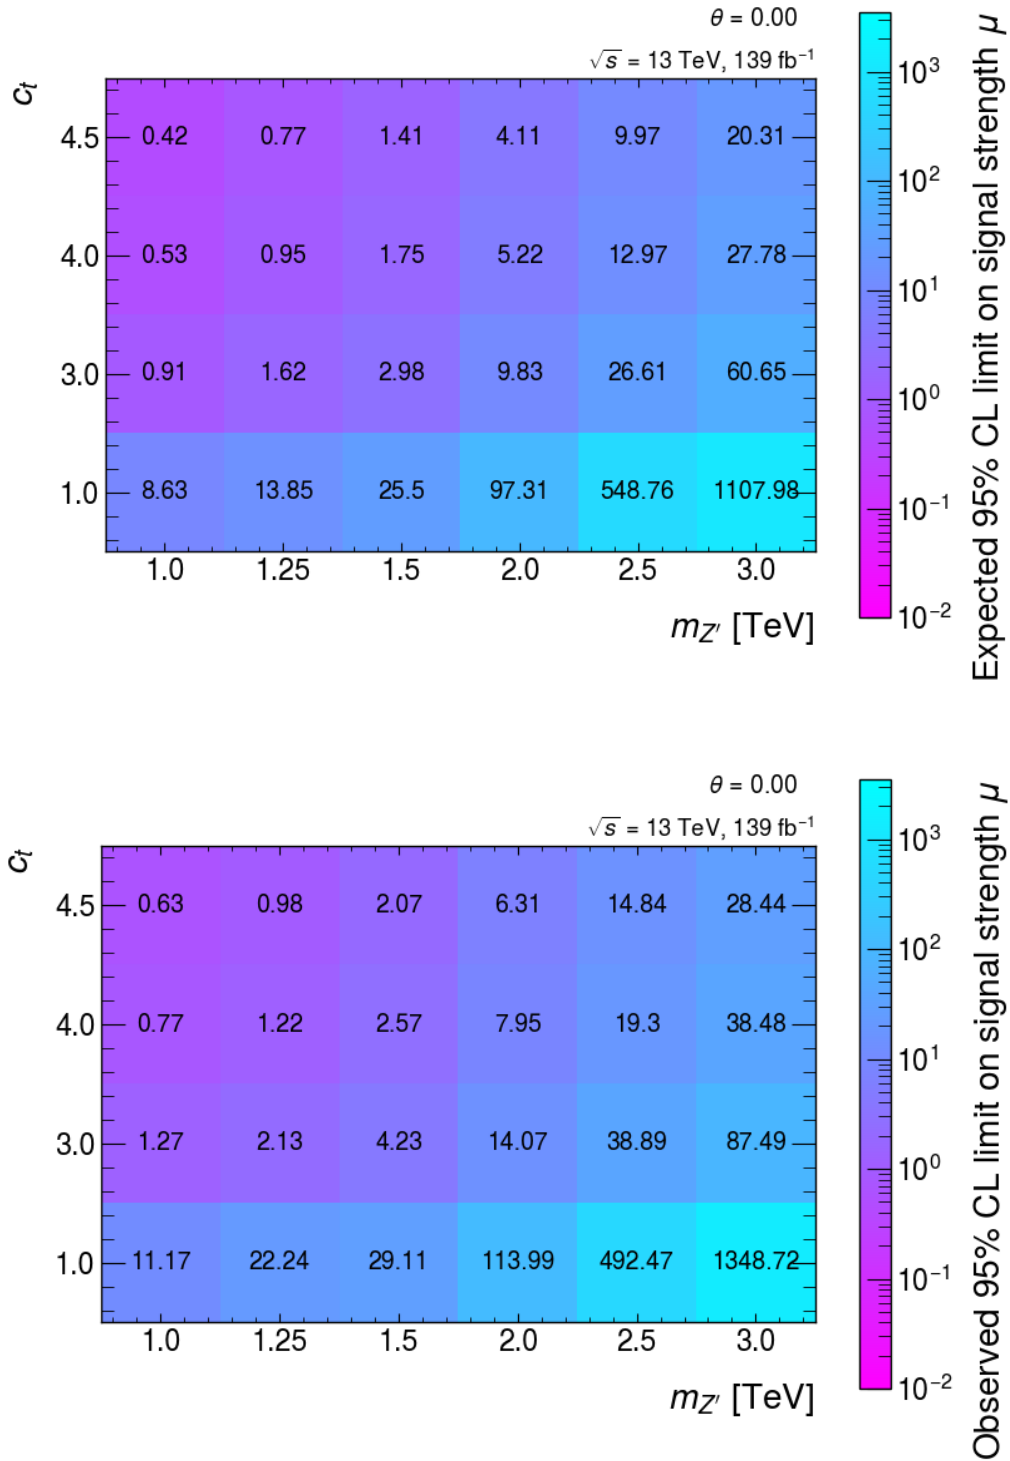 θ = 0.00
√s = 13 TeV, 139 fb⁻¹
c_t
4.5 0.42 0.77 1.41 4.11 9.97 20.31
4.0 0.53 0.95 1.75 5.22 12.97 27.78
3.0 0.91 1.62 2.98 9.83 26.61 60.65
1.0 8.63 13.85 25.5 97.31 548.76 1107.98
1.0 1.25 1.5 2.0 2.5 3.0
m_Z′ [TeV]
10³
10²
10¹
10⁰
10⁻¹
10⁻²
Expected 95% CL limit on signal strength μ
θ = 0.00
√s = 13 TeV, 139 fb⁻¹
c_t
4.5 0.63 0.98 2.07 6.31 14.84 28.44
4.0 0.77 1.22 2.57 7.95 19.3 38.48
3.0 1.27 2.13 4.23 14.07 38.89 87.49
1.0 11.17 22.24 29.11 113.99 492.47 1348.72
1.0 1.25 1.5 2.0 2.5 3.0
m_Z′ [TeV]
10³
10²
10¹
10⁰
10⁻¹
10⁻²
Observed 95% CL limit on signal strength μ